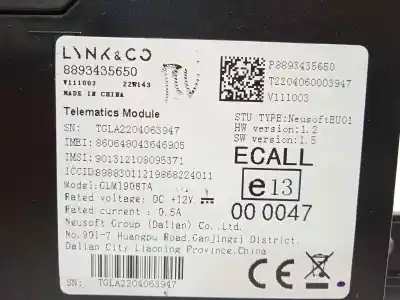 LYNK&CO
8893435650
V111003 22W14S
MADE IN CHINA
Telematics Module
SN: TGLA2204063947
IMEI: 860648043646905
IMSI: 901312108095371
ICCID:89883011219868224011
Model:CLM1908TA
Rated voltage: DC +12V
Rated current : 0.5A
Neusoft Group (Dalian) Co.,Ltd.
No.901-7 Huangpu Road,Ganjingzi District,
Dalian City Liaoning Province,China
SN: TGLA2204063947
P8893435650
T2204060003947
V111003
STU TYPE:NeusoftEU01
HW version:1.2
SW version:1.5
ECALL
e13
00 0047
CE